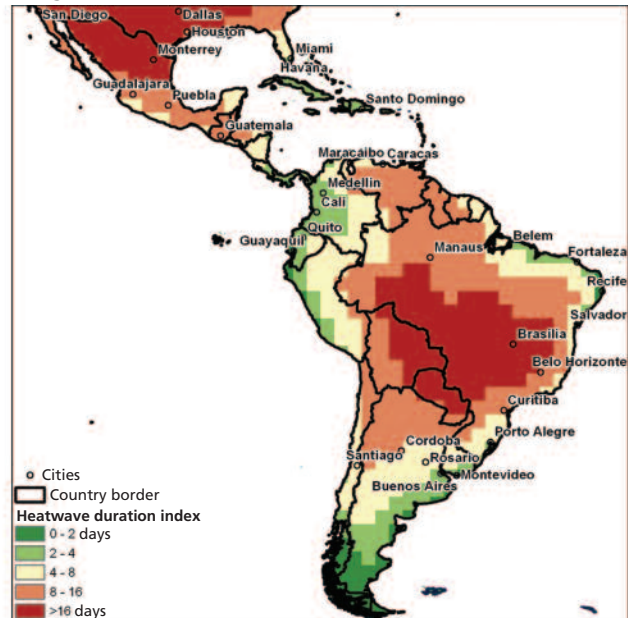 San Diego
Dallas
Houston
Monterrey
Miami
Havana
Guadalajara
Puebla
Santo Domingo
Guatemala
Maracaibo
Caracas
Medellin
Cali
Quito
Guayaquil
Manaus
Belem
Fortaleza
Recife
Salvador
Brasilia
Belo Horizonte
Curitiba
Porto Alegre
Cordoba
Santiago
Rosario
Montevideo
Buenos Aires
Cities
Country border
Heatwave duration index
0 - 2 days
2 - 4
4 - 8
8 - 16
>16 days